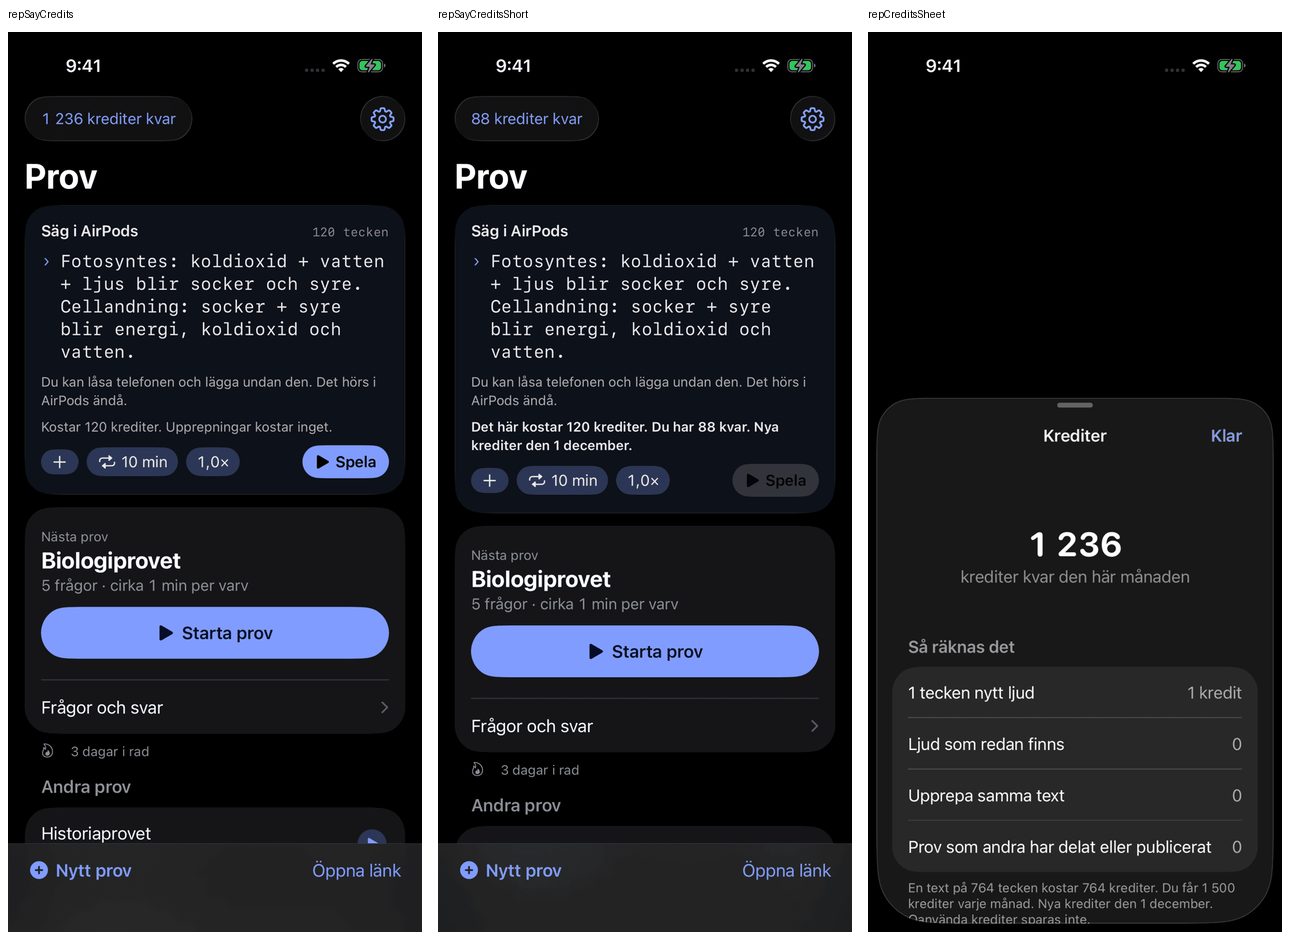 repSayCredits
9:41
1 236 krediter kvar
Prov
Säg i AirPods
120 tecken
› Fotosyntes: koldioxid + vatten
+ ljus blir socker och syre.
Cellandning: socker + syre
blir energi, koldioxid och
vatten.
Du kan låsa telefonen och lägga undan den. Det hörs i
AirPods ändå.
Kostar 120 krediter. Upprepningar kostar inget.
+ 10 min 1,0× Spela
Nästa prov
Biologiprovet
5 frågor · cirka 1 min per varv
Starta prov
Frågor och svar
3 dagar i rad
Andra prov
Historiaprovet
Nytt prov
Öppna länk
repSayCreditsShort
9:41
88 krediter kvar
Prov
Säg i AirPods
120 tecken
› Fotosyntes: koldioxid + vatten
+ ljus blir socker och syre.
Cellandning: socker + syre
blir energi, koldioxid och
vatten.
Du kan låsa telefonen och lägga undan den. Det hörs i
AirPods ändå.
Det här kostar 120 krediter. Du har 88 kvar. Nya
krediter den 1 december.
+ 10 min 1,0× Spela
Nästa prov
Biologiprovet
5 frågor · cirka 1 min per varv
Starta prov
Frågor och svar
3 dagar i rad
Andra prov
Nytt prov
Öppna länk
repCreditsSheet
9:41
Krediter
Klar
1 236
krediter kvar den här månaden
Så räknas det
1 tecken nytt ljud 1 kredit
Ljud som redan finns 0
Upprepa samma text 0
Prov som andra har delat eller publicerat 0
En text på 764 tecken kostar 764 krediter. Du får 1 500
krediter varje månad. Nya krediter den 1 december.
Oanvända krediter sparas inte.